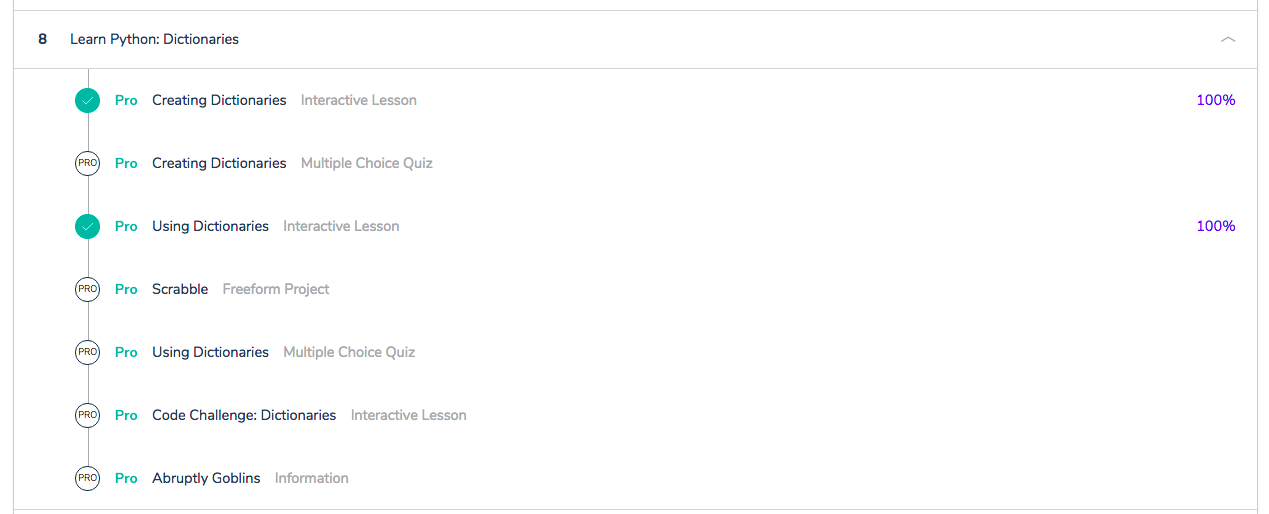 8 Learn Python: Dictionaries
Pro Creating Dictionaries Interactive Lesson 100%
PRO Pro Creating Dictionaries Multiple Choice Quiz
Pro Using Dictionaries Interactive Lesson 100%
PRO Pro Scrabble Freeform Project
PRO Pro Using Dictionaries Multiple Choice Quiz
PRO Pro Code Challenge: Dictionaries Interactive Lesson
PRO Pro Abruptly Goblins Information